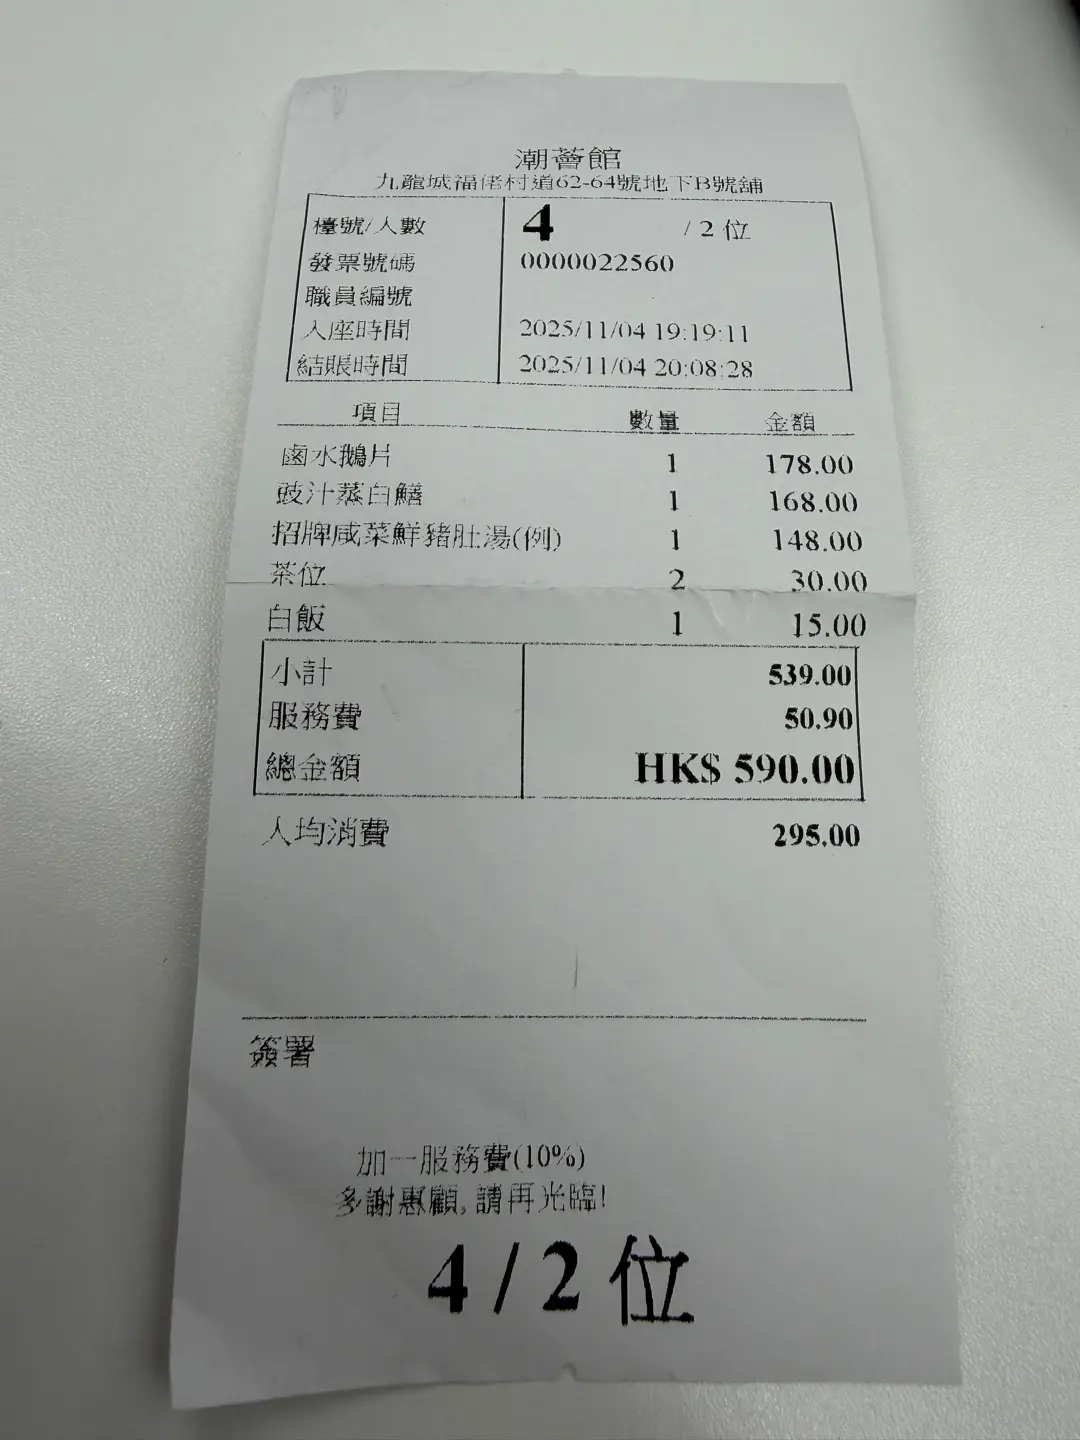 潮薈館
九龍城福佬村道62-64號地下B號舖
檯號/人數 4 / 2 位
發票號碼 0000022560
職員編號
入座時間 2025/11/04 19:19:11
結賬時間 2025/11/04 20:08:28
項目 數量 金額
鹵水鵝片 1 178.00
豉汁蒸白鱔 1 168.00
招牌咸菜鮮豬肚湯(例) 1 148.00
茶位 2 30.00
白飯 1 15.00
小計 539.00
服務費 50.90
總金額 HK$ 590.00
人均消費 295.00
簽署
加一服務費(10%)
多謝惠顧,請再光臨!
4 / 2 位